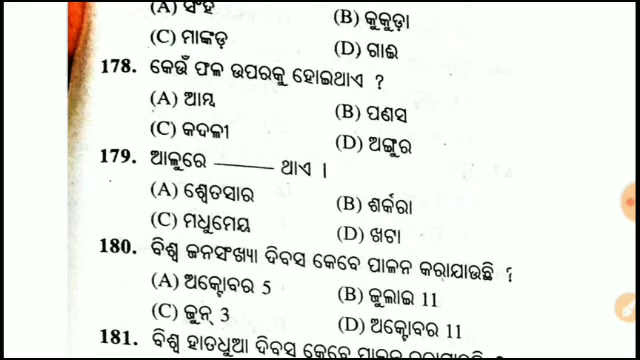 (A) ସିଂହ (B) କୁକୁଡ଼ା
(C) ମାଙ୍କଡ଼ (D) ଗାଈ
178. କେଉଁ ଫଳ ଉପରକୁ ହୋଇଥାଏ ?
(A) ଆମ୍ଭ (B) ପଣସ
(C) କଦଳୀ (D) ଅଙ୍ଗୁର
179. ଆଳୁରେ ——— ଥାଏ ।
(A) ଶ୍ୱେତସାର (B) ଶର୍କରା
(C) ମଧୁମେୟ (D) ଖଟା
180. ବିଶ୍ୱ ଜନସଂଖ୍ୟା ଦିବସ କେବେ ପାଳନ କରାଯାଉଛି ?
(A) ଅକ୍ଟୋବର 5 (B) ଜୁଲାଇ 11
(C) ଜୁନ୍ 3 (D) ଅକ୍ଟୋବର 11
181. ବିଶ୍ୱ ହାତଧୁଆ ଦିବସ କେବେ ପାଳନ